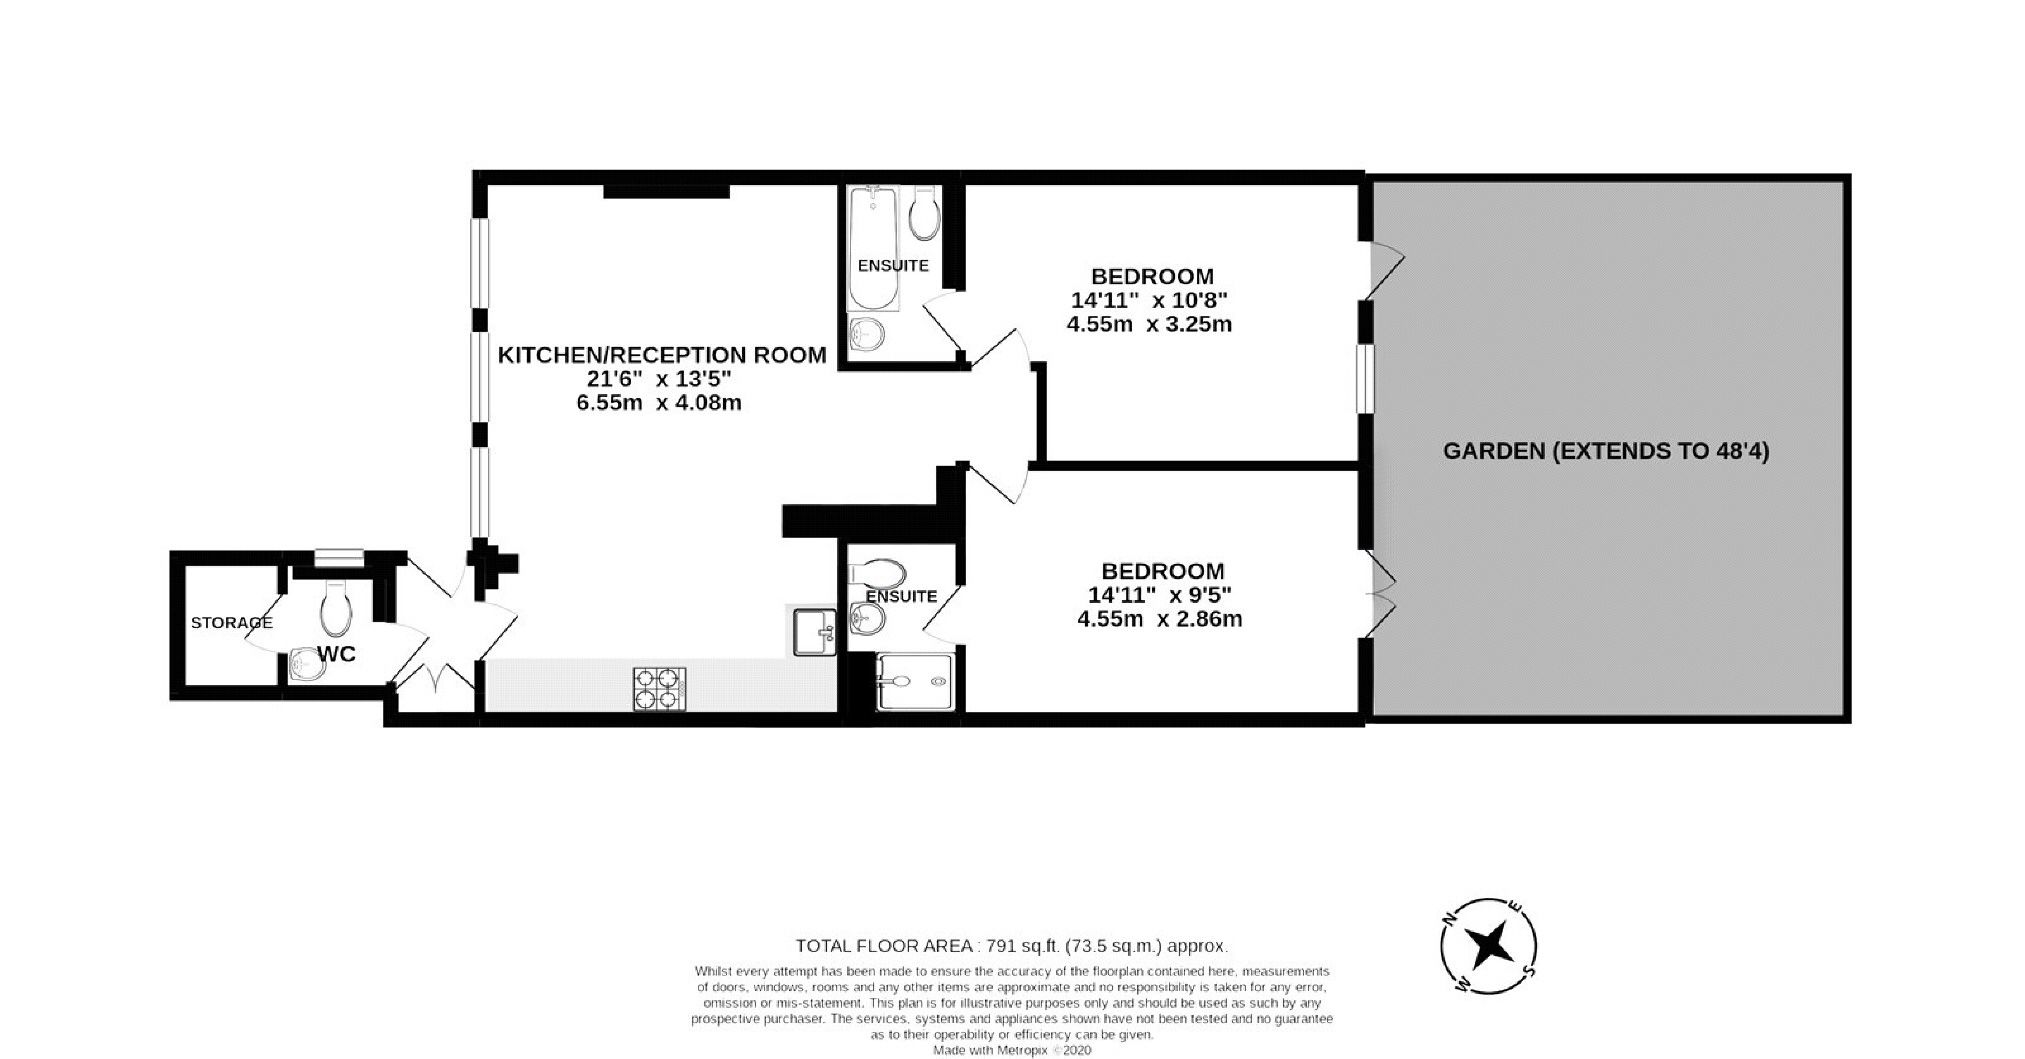 ENSUITE
BEDROOM
14'11" x 10'8"
4.55m x 3.25m
KITCHEN/RECEPTION ROOM
21'6" x 13'5"
6.55m x 4.08m
GARDEN (EXTENDS TO 48'4)
BEDROOM
14'11" x 9'5"
4.55m x 2.86m
ENSUITE
STORAGE
WC
N
E
S
W
TOTAL FLOOR AREA : 791 sq.ft. (73.5 sq.m.) approx.
Whilst every attempt has been made to ensure the accuracy of the floorplan contained here, measurements
of doors, windows, rooms and any other items are approximate and no responsibility is taken for any error,
omission or mis-statement. This plan is for illustrative purposes only and should be used as such by any
prospective purchaser. The services, systems and appliances shown have not been tested and no guarantee
as to their operability or efficiency can be given.
Made with Metropix ©2020